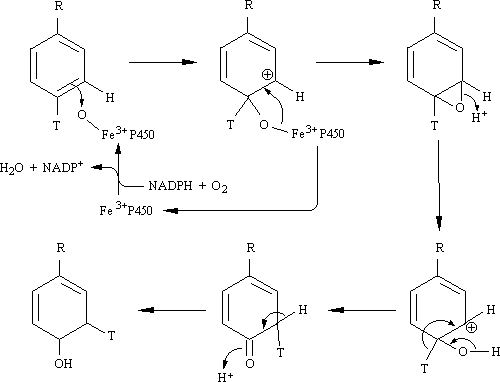 R R R
H H H
O O O
T T T
Fe3+P450 Fe3+P450 H+
H2O + NADP+
NADPH + O2
Fe3+P450
R R R
H H
T T T O H
OH O
H+